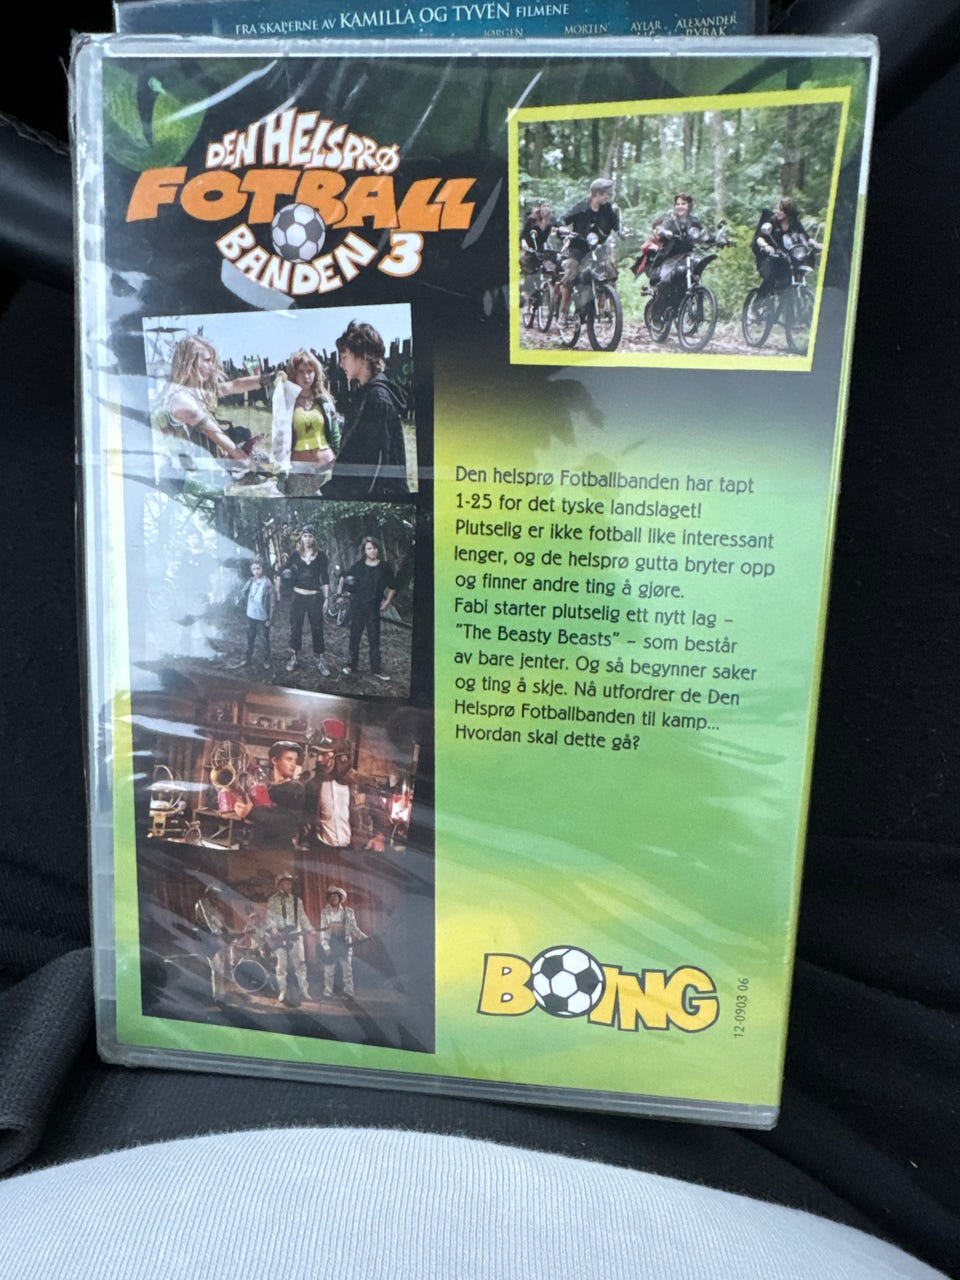 FRA SKAPERNE AV KAMILLA OG TYVEN FILMENE
JØRGEN MORTEN AYLAR ALEXANDER
RYBAK
DEN HELSPRØ
FOTBALL
BANDEN 3
Den helsprø Fotballbanden har tapt
1-25 for det tyske landslaget!
Plutselig er ikke fotball like interessant
lenger, og de helsprø gutta bryter opp
og finner andre ting å gjøre.
Fabi starter plutselig ett nytt lag –
"The Beasty Beasts" – som består
av bare jenter. Og så begynner saker
og ting å skje. Nå utfordrer de Den
Helsprø Fotballbanden til kamp...
Hvordan skal dette gå?
BOING
12-0903 06